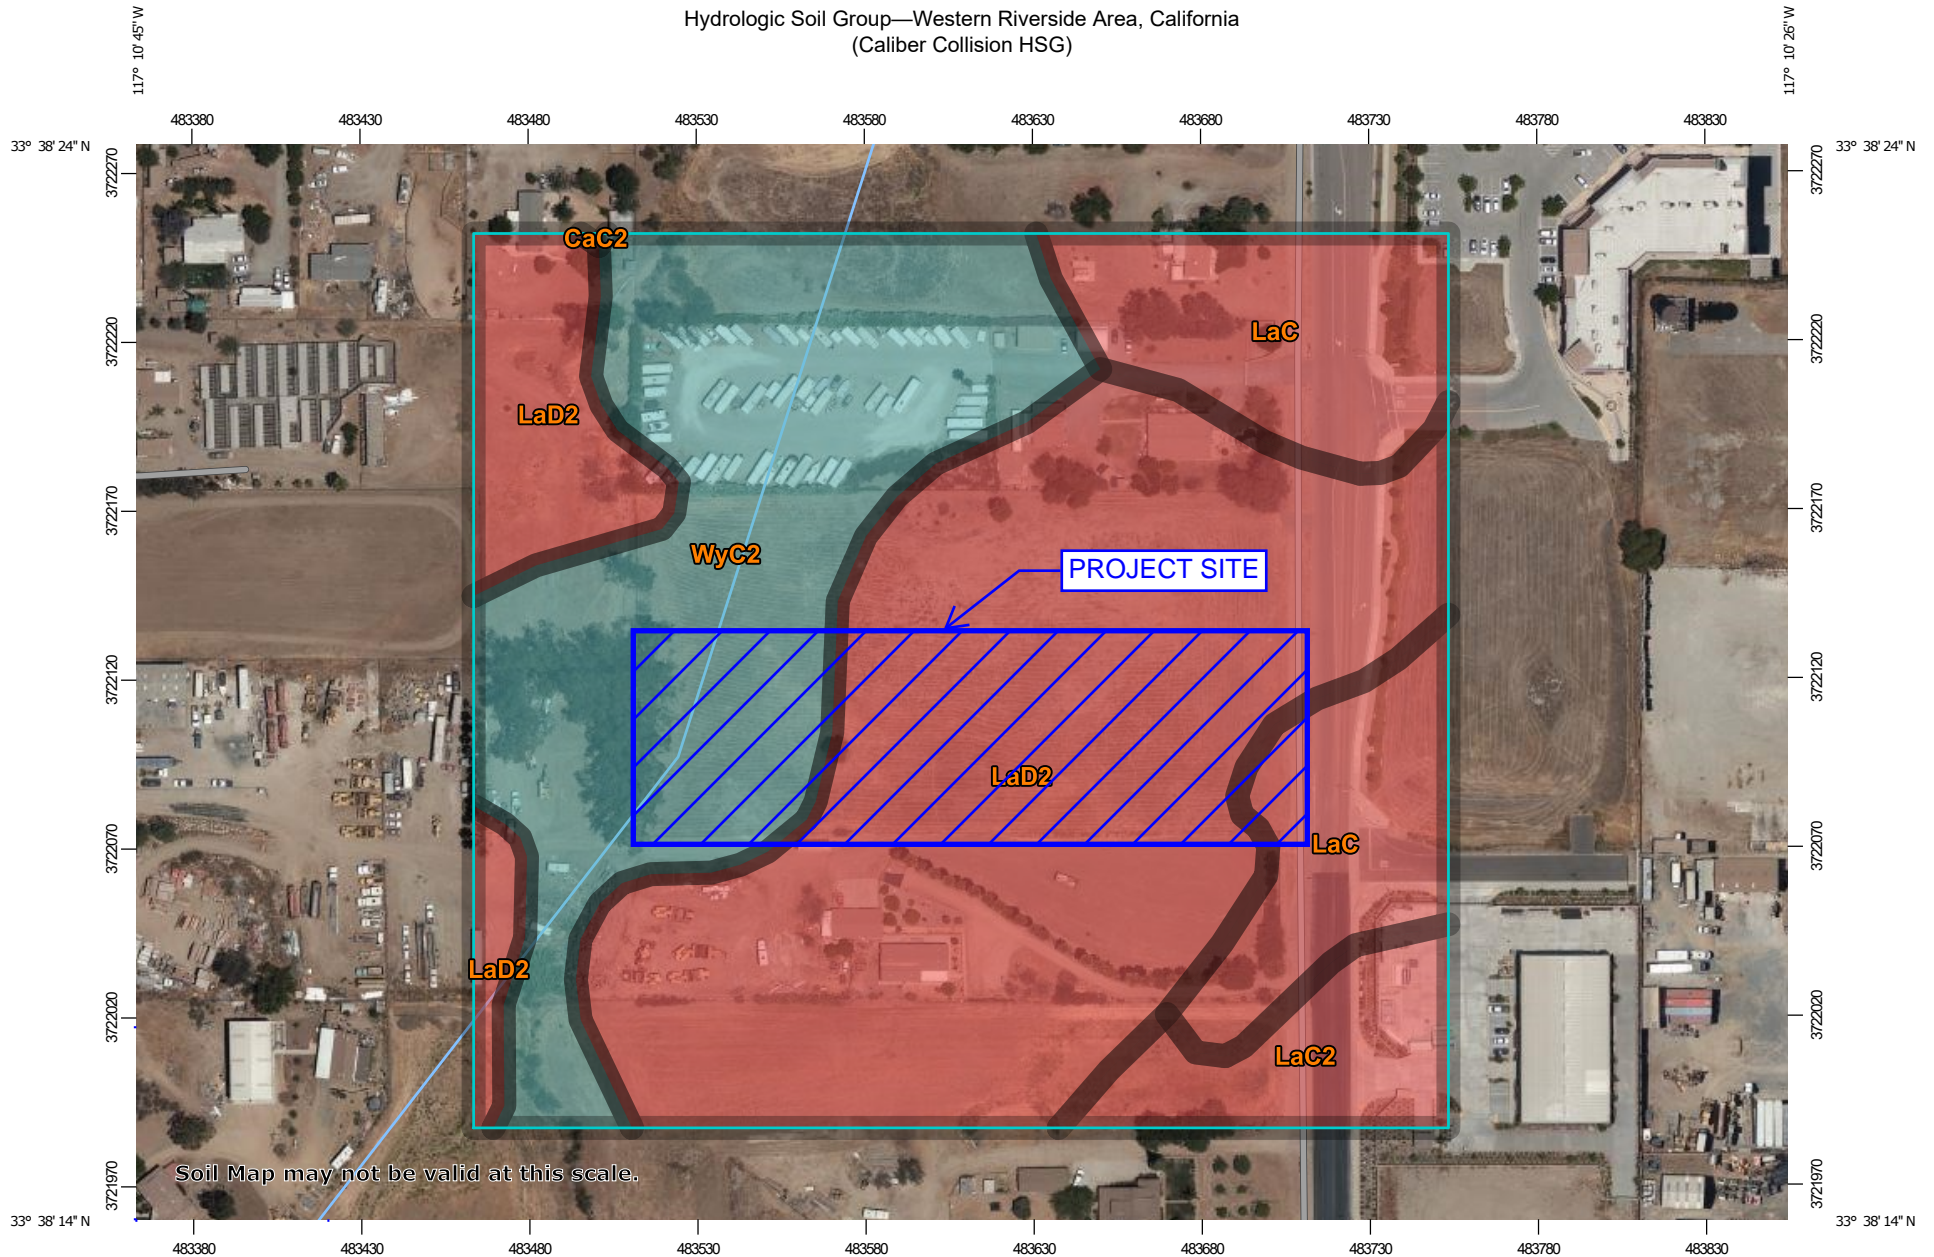 Hydrologic Soil Group—Western Riverside Area, California
(Caliber Collision HSG)
117° 10' 45" W
117° 10' 26" W
483380 483430 483480 483530 483580 483630 483680 483730 483780 483830
33° 38' 24" N
33° 38' 24" N
3722270
3722270
CaC2
LaC
3722220
3722220
LaD2
3722170
3722170
WyC2
PROJECT SITE
3722120
3722120
LaD2
LaC
3722070
3722070
LaD2
3722020
3722020
LaC2
Soil Map may not be valid at this scale.
3721970
3721970
33° 38' 14" N
33° 38' 14" N
483380 483430 483480 483530 483580 483630 483680 483730 483780 483830